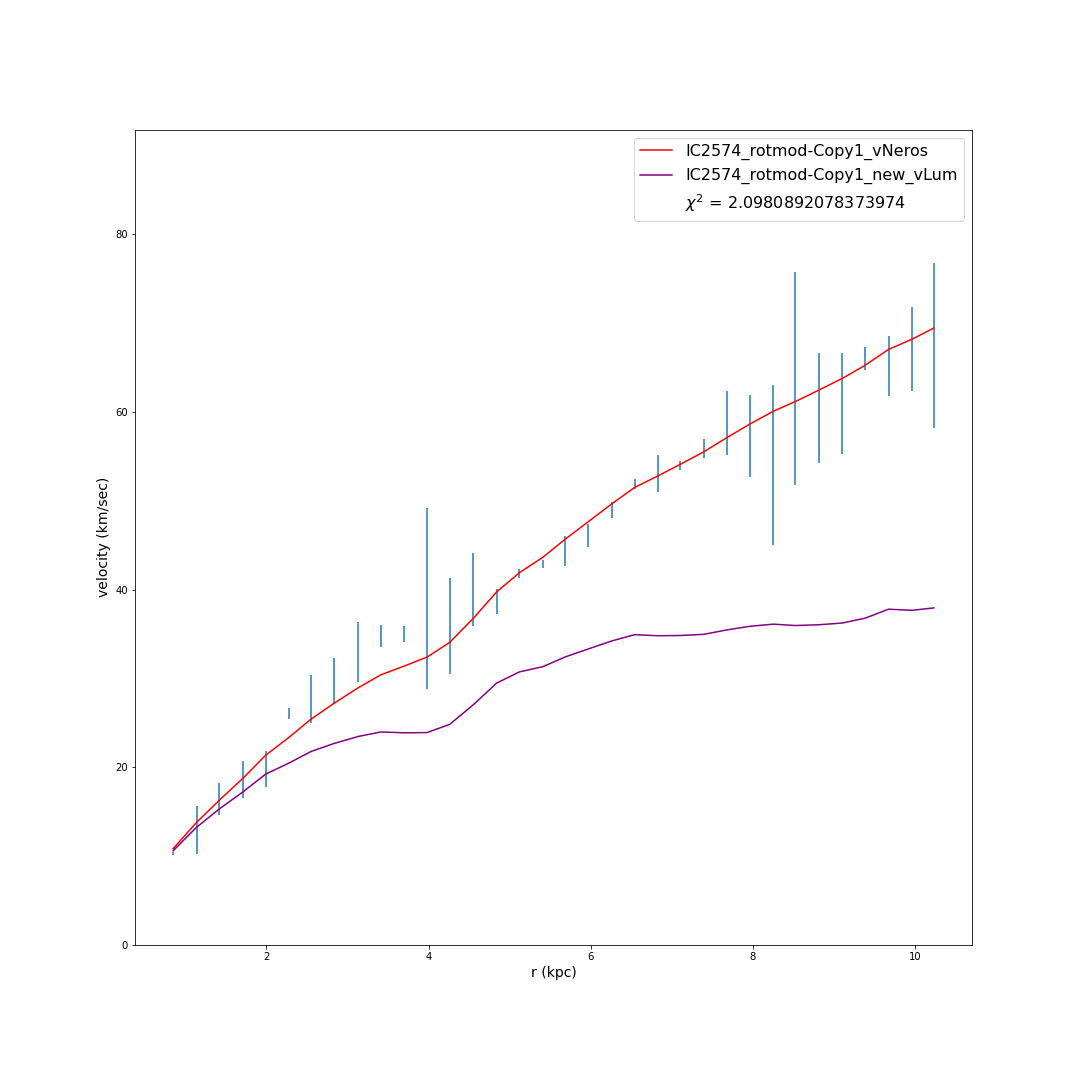 IC2574_rotmod-Copy1_vNeros
IC2574_rotmod-Copy1_new_vLum
χ² = 2.0980892078373974
80
60
40
20
0
velocity (km/sec)
2 4 6 8 10
r (kpc)